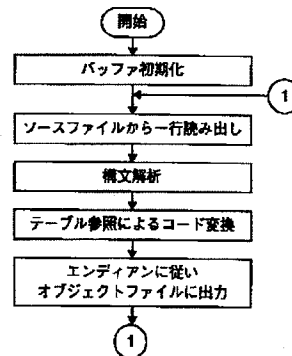 開始
バッファ初期化
1
ソースファイルから一行読み出し
構文解析
テーブル参照によるコード変換
エンディアンに従い
オブジェクトファイルに出力
1